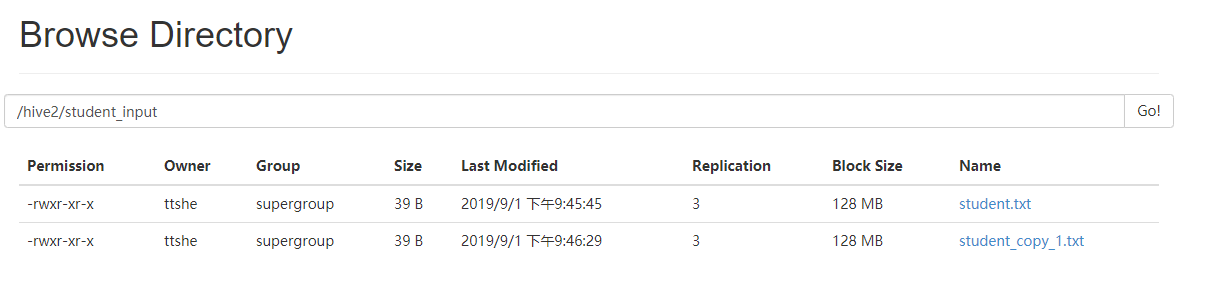 Browse Directory
/hive2/student_input Go!
Permission Owner Group Size Last Modified Replication Block Size Name
-rwxr-xr-x ttshe supergroup 39 B 2019/9/1 下午9:45:45 3 128 MB student.txt
-rwxr-xr-x ttshe supergroup 39 B 2019/9/1 下午9:46:29 3 128 MB student_copy_1.txt